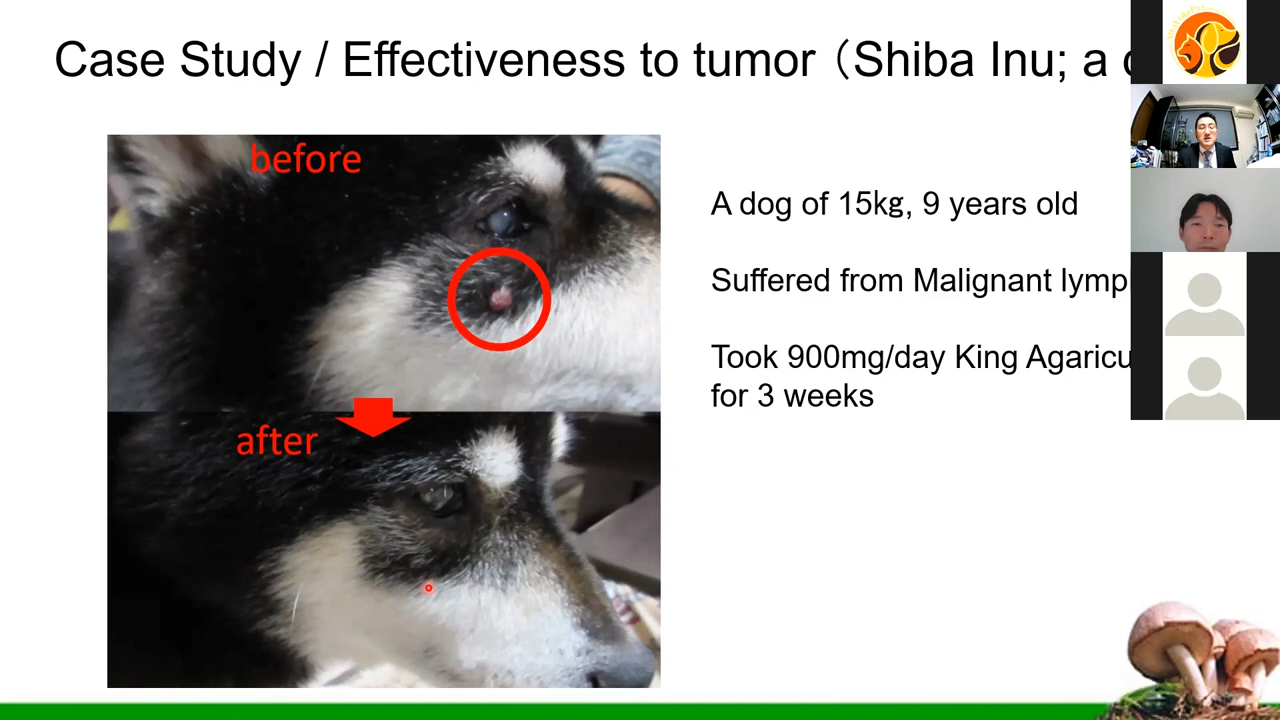 Case Study / Effectiveness to tumor（Shiba Inu; a
before
after
A dog of 15kg, 9 years old
Suffered from Malignant lymp
Took 900mg/day King Agaricu
for 3 weeks